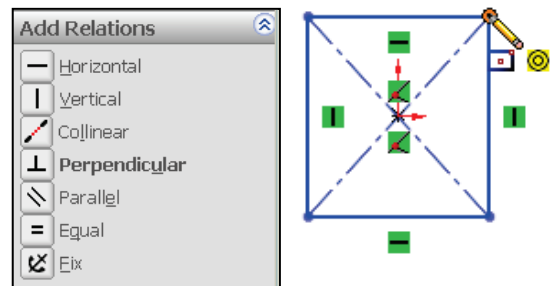 Add Relations
Horizontal
Vertical
Collinear
Perpendicular
Parallel
Equal
Fix